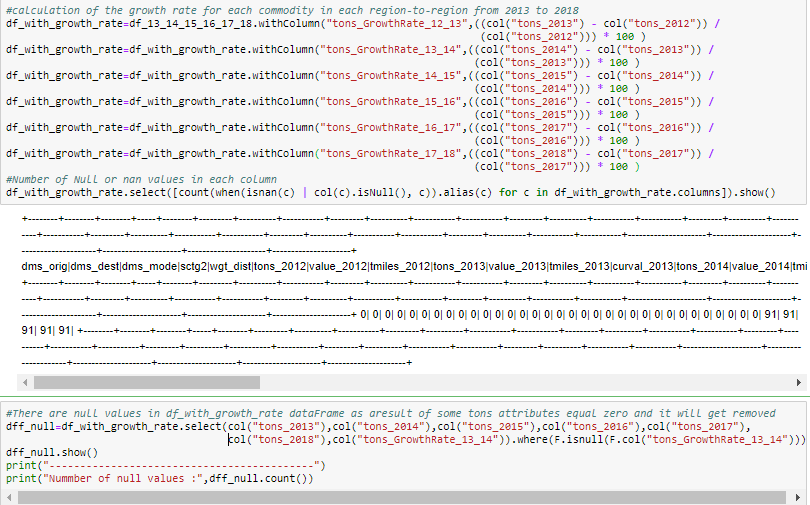 #calculation of the growth rate for each commodity in each region-to-region from 2013 to 2018
df_with_growth_rate=df_13_14_15_16_17_18.withColumn("tons_GrowthRate_12_13",((col("tons_2013") - col("tons_2012")) /
(col("tons_2012"))) * 100 )
df_with_growth_rate=df_with_growth_rate.withColumn("tons_GrowthRate_13_14",((col("tons_2014") - col("tons_2013")) /
(col("tons_2013"))) * 100 )
df_with_growth_rate=df_with_growth_rate.withColumn("tons_GrowthRate_14_15",((col("tons_2015") - col("tons_2014")) /
(col("tons_2014"))) * 100 )
df_with_growth_rate=df_with_growth_rate.withColumn("tons_GrowthRate_15_16",((col("tons_2016") - col("tons_2015")) /
(col("tons_2015"))) * 100 )
df_with_growth_rate=df_with_growth_rate.withColumn("tons_GrowthRate_16_17",((col("tons_2017") - col("tons_2016")) /
(col("tons_2016"))) * 100 )
df_with_growth_rate=df_with_growth_rate.withColumn("tons_GrowthRate_17_18",((col("tons_2018") - col("tons_2017")) /
(col("tons_2017"))) * 100 )
#Number of Null or nan values in each column
df_with_growth_rate.select([count(when(isnan(c) | col(c).isNull(), c)).alias(c) for c in df_with_growth_rate.columns]).show()
dms_orig|dms_dest|dms_mode|sctg2|wgt_dist|tons_2012|value_2012|tmiles_2012|tons_2013|value_2013|tmiles_2013|curval_2013|tons_2014|value_2014|tmi
0| 0| 0| 0| 0| 0| 0| 0| 0| 0| 0| 0| 0| 0| 0| 0| 0| 0| 0| 0| 0| 0| 0| 0| 0| 0| 0| 0| 0| 0| 0| 0| 0| 91| 91|
91| 91| 91|
#There are null values in df_with_growth_rate dataFrame as aresult of some tons attributes equal zero and it will get removed
dff_null=df_with_growth_rate.select(col("tons_2013"),col("tons_2014"),col("tons_2015"),col("tons_2016"),col("tons_2017"),
col("tons_2018"),col("tons_GrowthRate_13_14")).where(F.isnull(F.col("tons_GrowthRate_13_14")))
dff_null.show()
print("-----------------------------------------")
print("Nummber of null values :",dff_null.count())